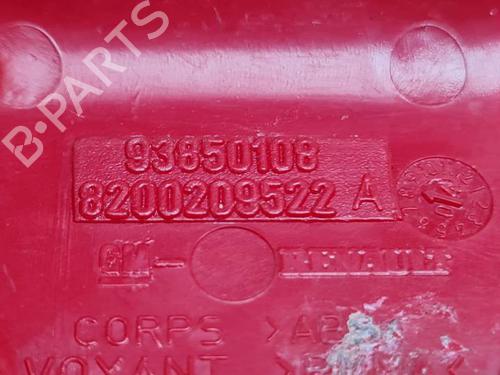 B-PARTS
93850108
8200209522 A
GM- RENAULT
CORPS >A
VOYANT >P